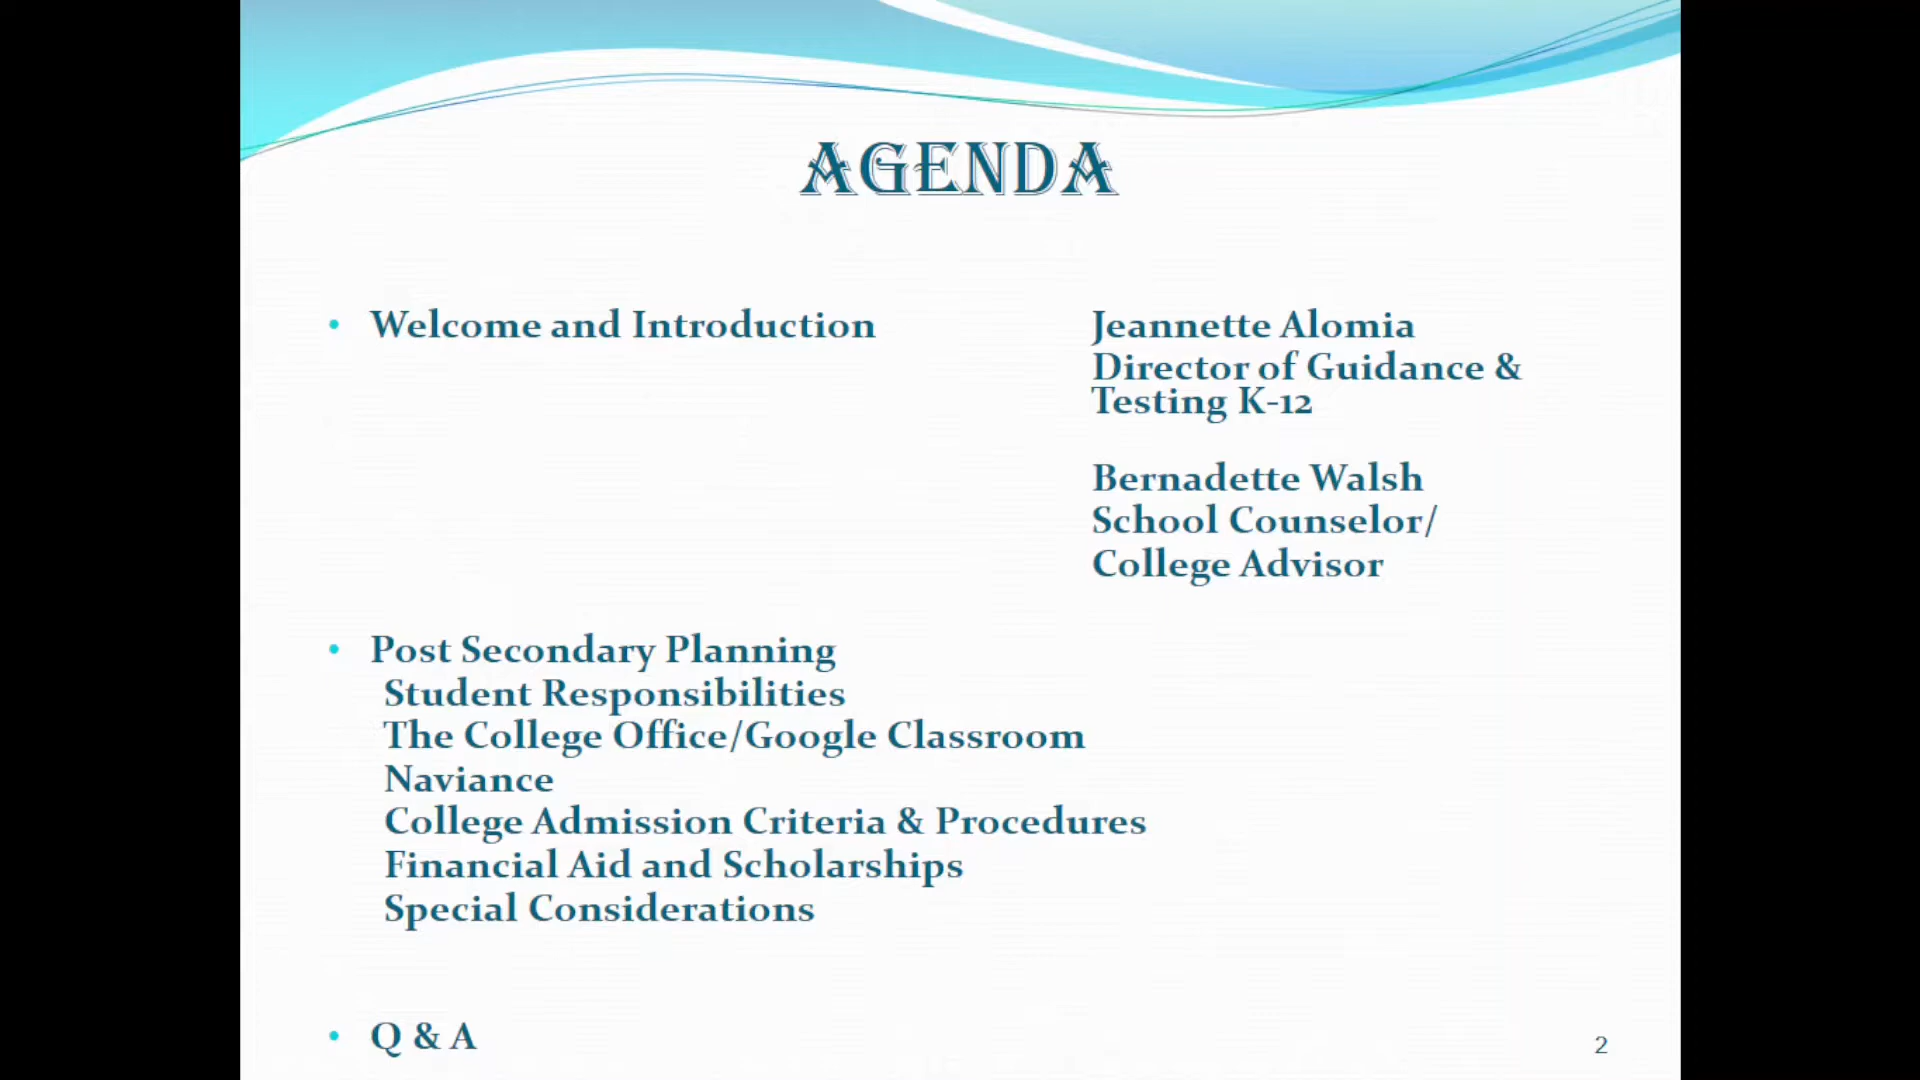 AGENDA
• Welcome and Introduction Jeannette Alomia
Director of Guidance &
Testing K-12
Bernadette Walsh
School Counselor/
College Advisor
• Post Secondary Planning
Student Responsibilities
The College Office/Google Classroom
Naviance
College Admission Criteria & Procedures
Financial Aid and Scholarships
Special Considerations
• Q & A
2